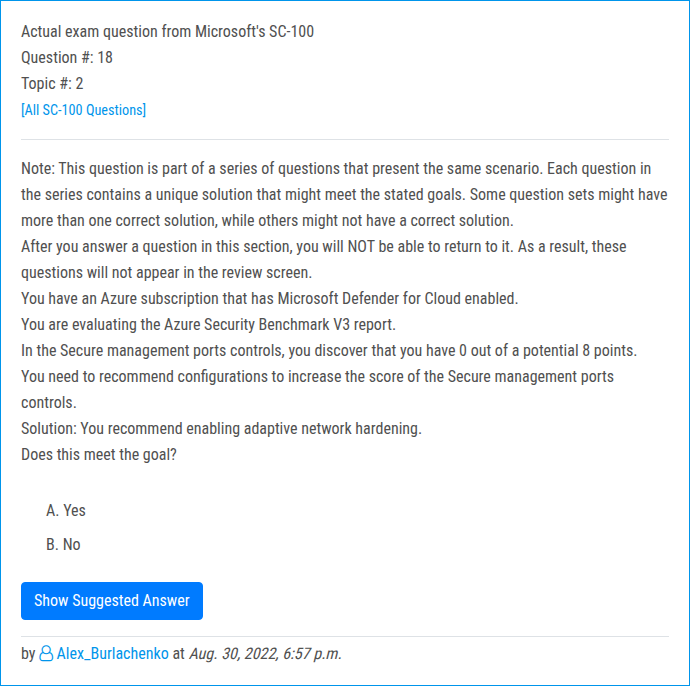 Actual exam question from Microsoft's SC-100
Question #: 18
Topic #: 2
[All SC-100 Questions]
Note: This question is part of a series of questions that present the same scenario. Each question in
the series contains a unique solution that might meet the stated goals. Some question sets might have
more than one correct solution, while others might not have a correct solution.
After you answer a question in this section, you will NOT be able to return to it. As a result, these
questions will not appear in the review screen.
You have an Azure subscription that has Microsoft Defender for Cloud enabled.
You are evaluating the Azure Security Benchmark V3 report.
In the Secure management ports controls, you discover that you have 0 out of a potential 8 points.
You need to recommend configurations to increase the score of the Secure management ports
controls.
Solution: You recommend enabling adaptive network hardening.
Does this meet the goal?
A. Yes
B. No
Show Suggested Answer
by Alex_Burlachenko at Aug. 30, 2022, 6:57 p.m.